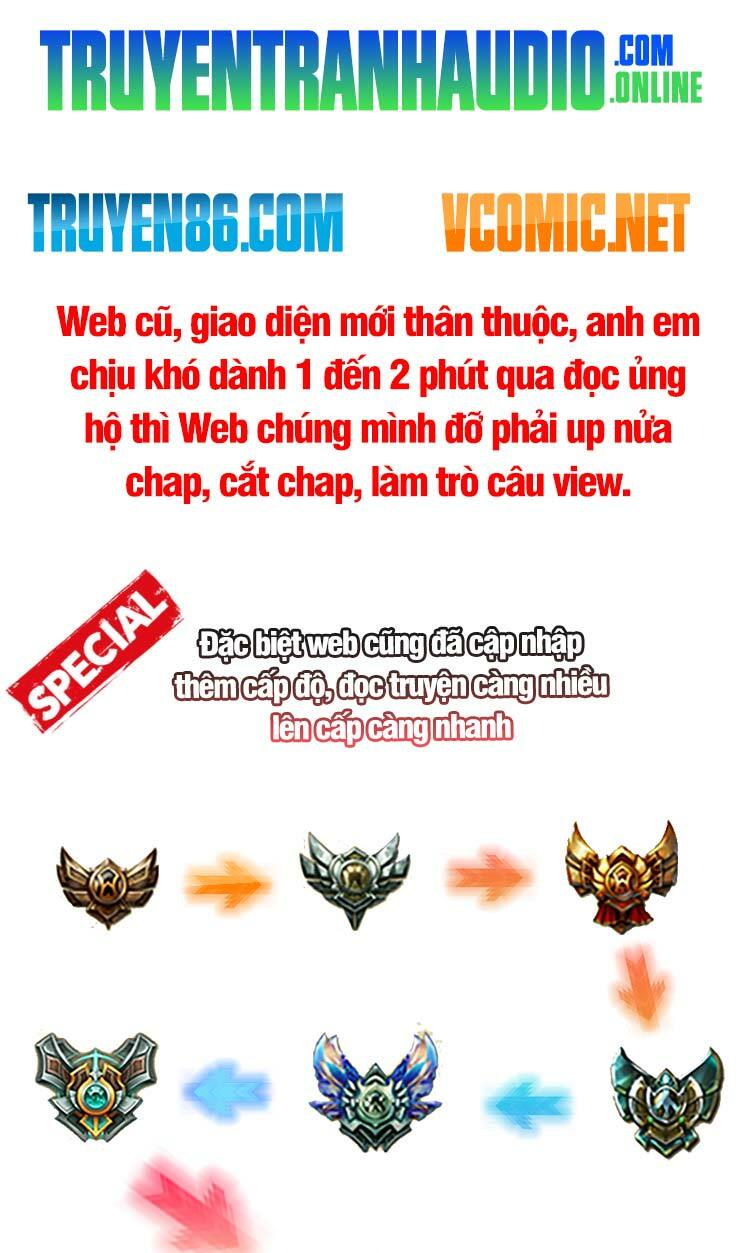 TRUYENTRANHAUDIO.COM
.ONLINE
TRUYEN86.COM
VCOMIC.NET
Web cũ, giao diện mới thân thuộc, anh em
chịu khó dành 1 đến 2 phút qua đọc ủng
hộ thì Web chúng mình đỡ phải up nửa
chap, cắt chap, làm trò câu view.
SPECIAL
Đặc biệt web cũng đã cập nhập
thêm cấp độ, đọc truyện càng nhiều
lên cấp càng nhanh